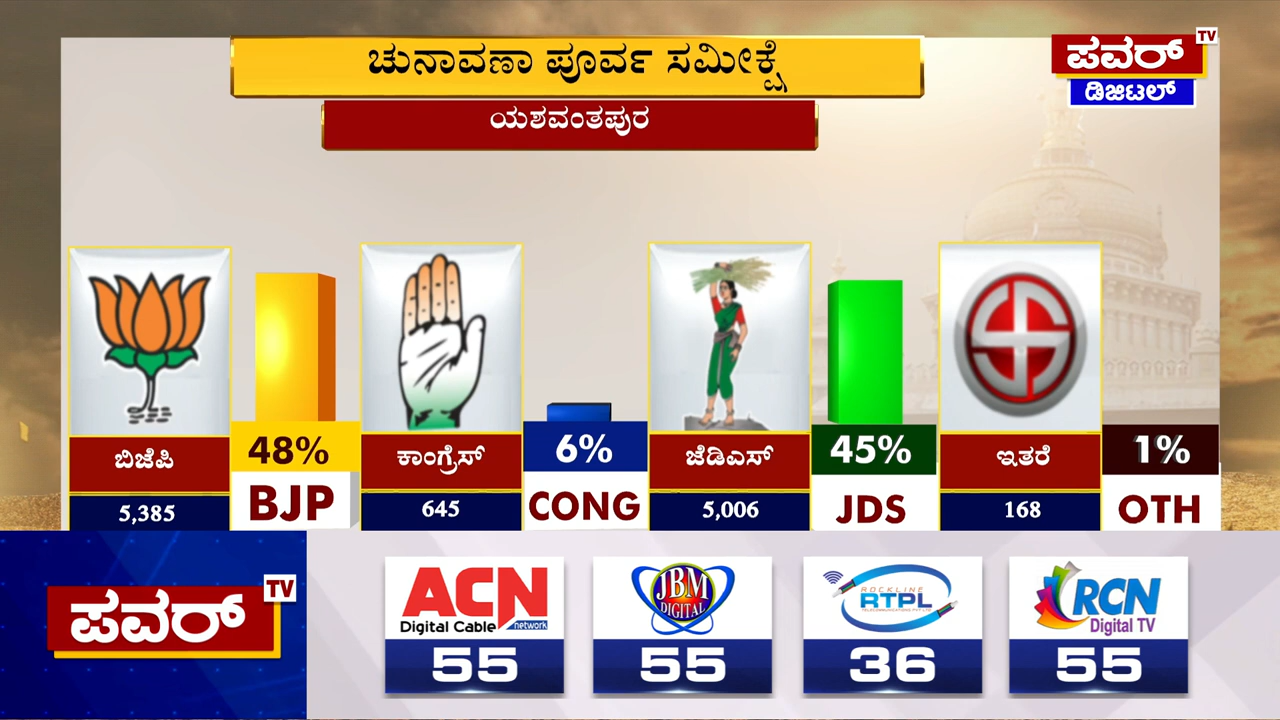 ಚುನಾವಣಾ ಪೂರ್ವ ಸಮೀಕ್ಷೆ
ಯಶವಂತಪುರ
ಪವರ್ TV
ಡಿಜಿಟಲ್
ಬಿಜೆಪಿ
5,385
48%
BJP
ಕಾಂಗ್ರೆಸ್
645
6%
CONG
ಜೆಡಿಎಸ್
5,006
45%
JDS
ಇತರೆ
168
1%
OTH
ಪವರ್ TV
ACN
Digital Cable network
55
JBM
DIGITAL
55
ROCKLINE
RTPL
36
RCN
Digital TV
55